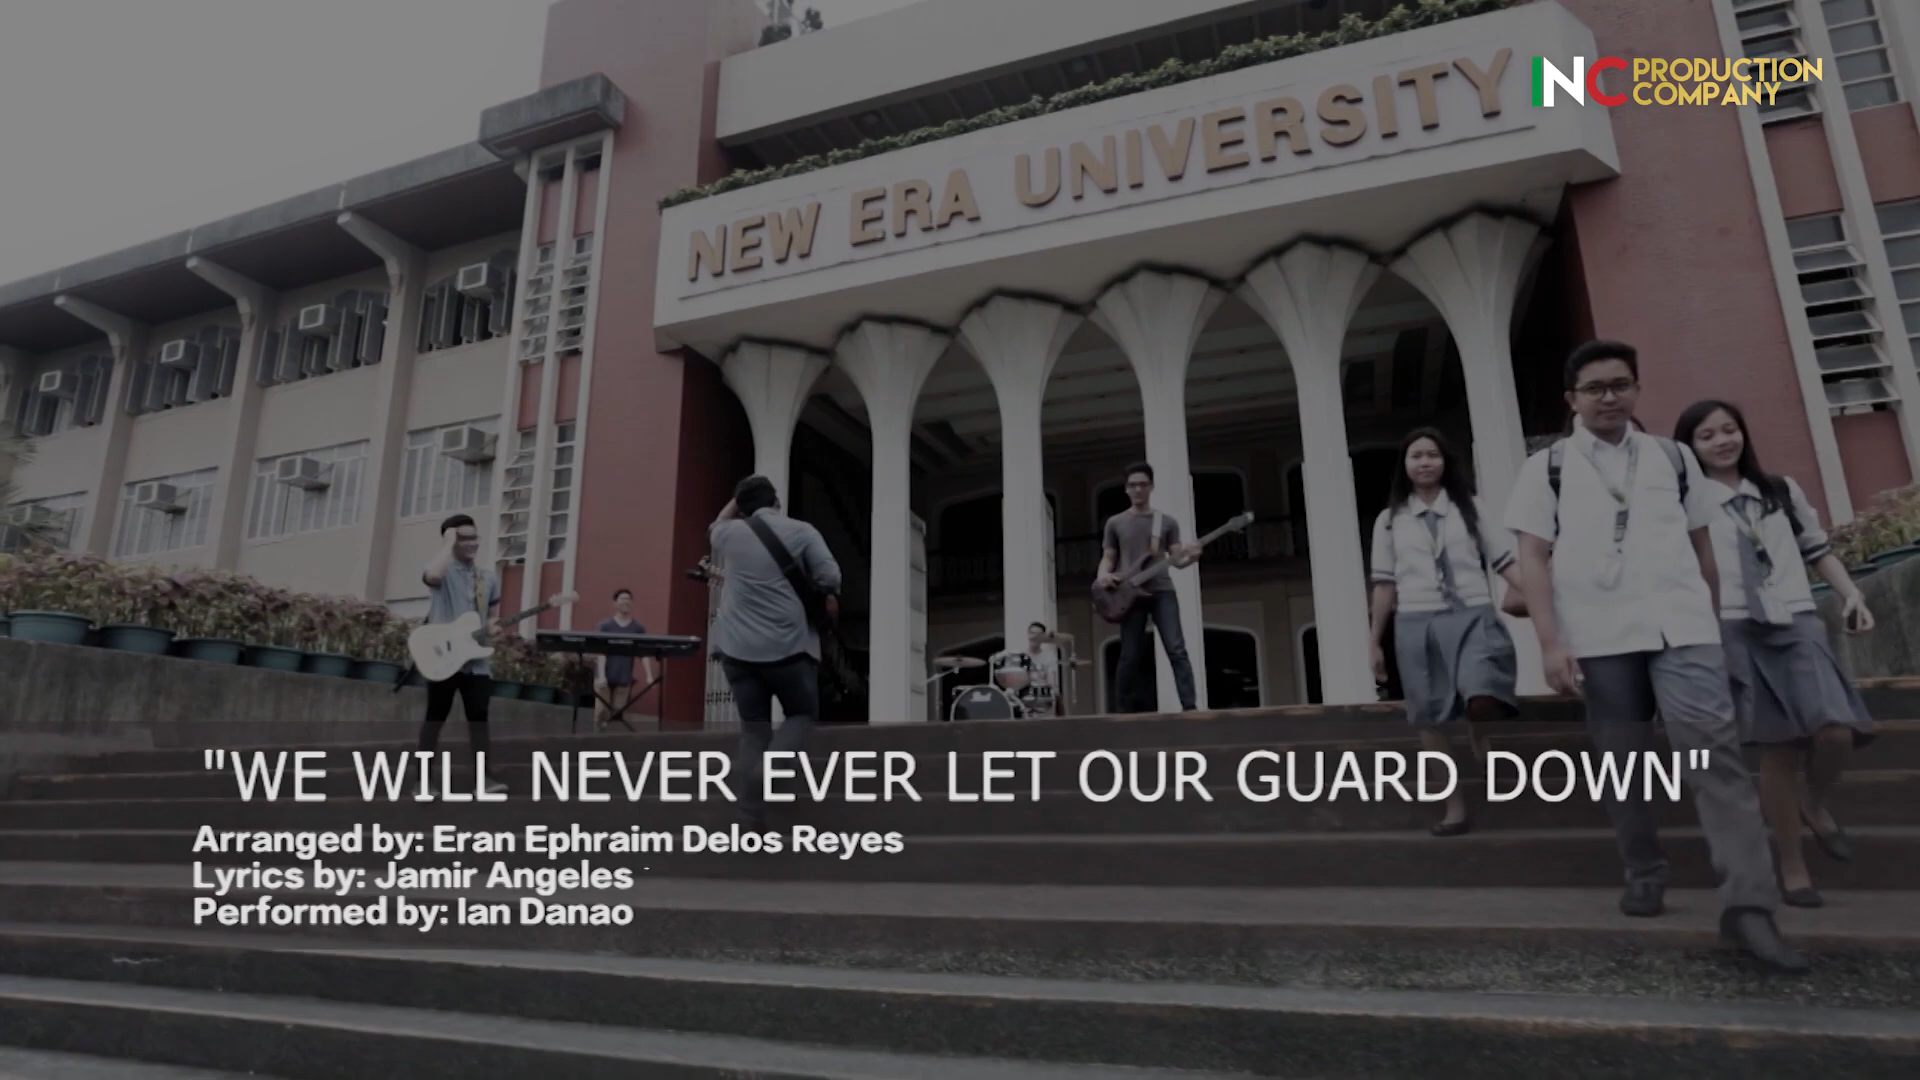 INC PRODUCTION
COMPANY
NEW ERA UNIVERSITY
"WE WILL NEVER EVER LET OUR GUARD DOWN"
Arranged by: Eran Ephraim Delos Reyes
Lyrics by: Jamir Angeles
Performed by: Ian Danao